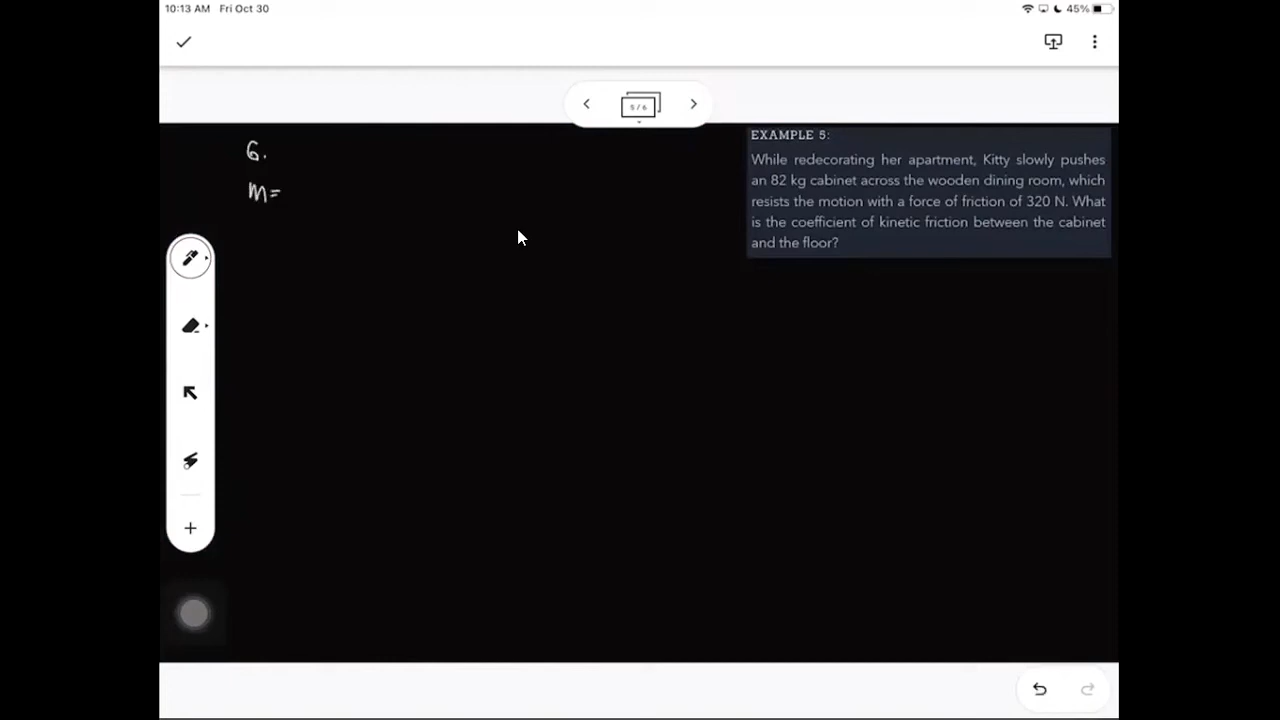 10:13 AM Fri Oct 30
45%
5 / 6
6.
m=
EXAMPLE 5:
While redecorating her apartment, Kitty slowly pushes
an 82 kg cabinet across the wooden dining room, which
resists the motion with a force of friction of 320 N. What
is the coefficient of kinetic friction between the cabinet
and the floor?